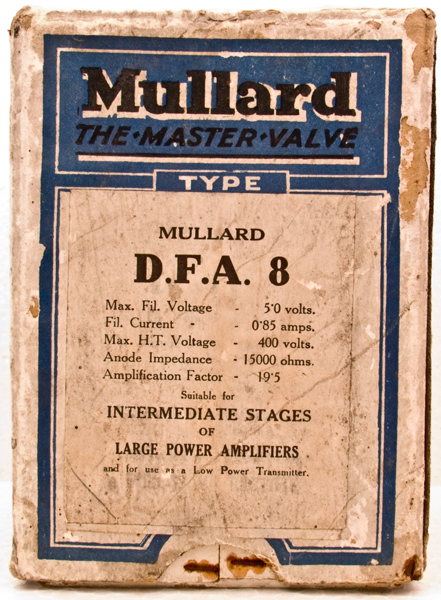 Mullard
THE·MASTER·VALVE
TYPE
MULLARD
D.F.A. 8
Max. Fil. Voltage - 5·0 volts.
Fil. Current - - 0·85 amps.
Max. H.T. Voltage - 400 volts.
Anode Impedance - 15000 ohms.
Amplification Factor - 19·5
Suitable for
INTERMEDIATE STAGES
OF
LARGE POWER AMPLIFIERS
and for use as a Low Power Transmitter.